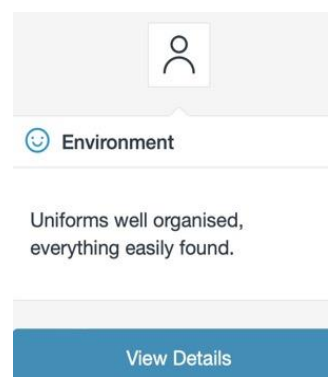 Environment
Uniforms well organised,
everything easily found.
View Details